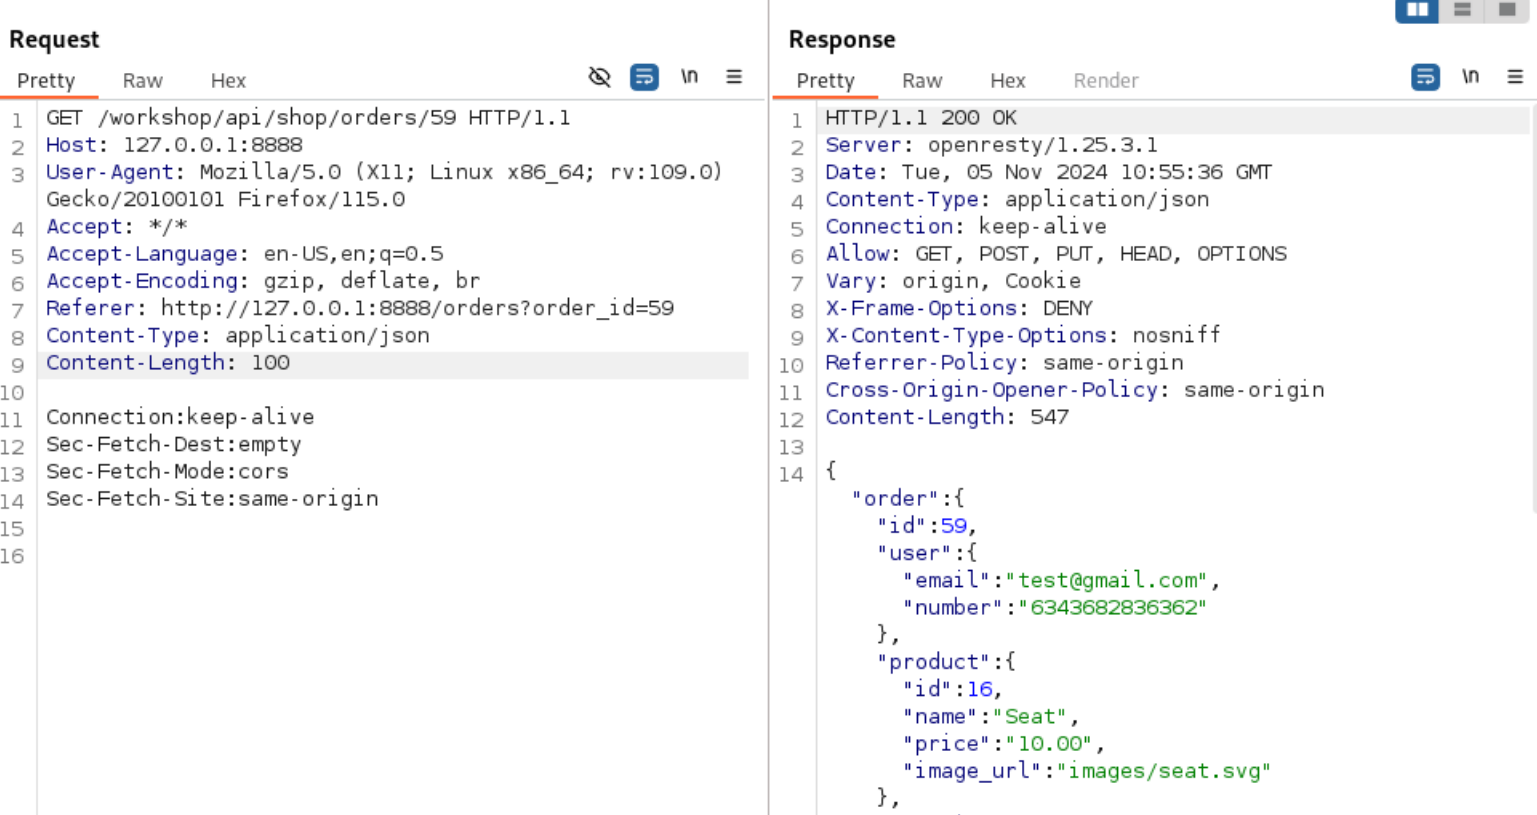 Request
Pretty Raw Hex \n
1 GET /workshop/api/shop/orders/59 HTTP/1.1
2 Host: 127.0.0.1:8888
3 User-Agent: Mozilla/5.0 (X11; Linux x86_64; rv:109.0)
Gecko/20100101 Firefox/115.0
4 Accept: */*
5 Accept-Language: en-US,en;q=0.5
6 Accept-Encoding: gzip, deflate, br
7 Referer: http://127.0.0.1:8888/orders?order_id=59
8 Content-Type: application/json
9 Content-Length: 100
10
11 Connection:keep-alive
12 Sec-Fetch-Dest:empty
13 Sec-Fetch-Mode:cors
14 Sec-Fetch-Site:same-origin
15
16
Response
Pretty Raw Hex Render \n
1 HTTP/1.1 200 OK
2 Server: openresty/1.25.3.1
3 Date: Tue, 05 Nov 2024 10:55:36 GMT
4 Content-Type: application/json
5 Connection: keep-alive
6 Allow: GET, POST, PUT, HEAD, OPTIONS
7 Vary: origin, Cookie
8 X-Frame-Options: DENY
9 X-Content-Type-Options: nosniff
10 Referrer-Policy: same-origin
11 Cross-Origin-Opener-Policy: same-origin
12 Content-Length: 547
13
14 {
"order":{
"id":59,
"user":{
"email":"test@gmail.com",
"number":"6343682836362"
},
"product":{
"id":16,
"name":"Seat",
"price":"10.00",
"image_url":"images/seat.svg"
},